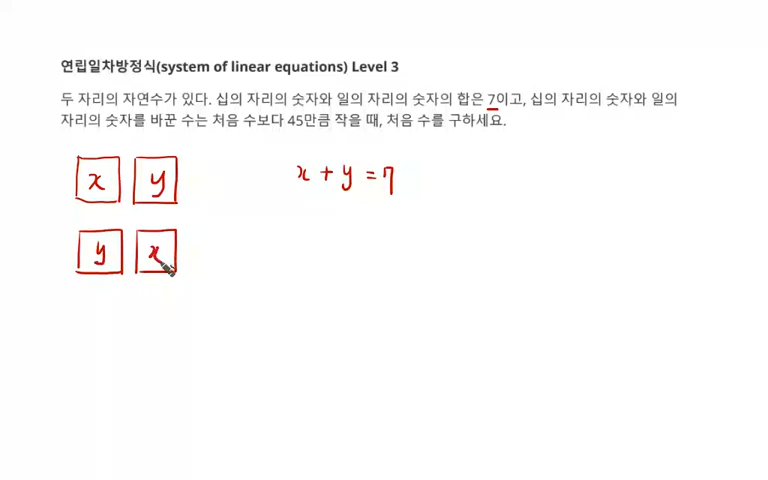 연립일차방정식(system of linear equations) Level 3
두 자리의 자연수가 있다. 십의 자리의 숫자와 일의 자리의 숫자의 합은 7이고, 십의 자리의 숫자와 일의
자리의 숫자를 바꾼 수는 처음 수보다 45만큼 작을 때, 처음 수를 구하세요.
x y x + y = 7
y x